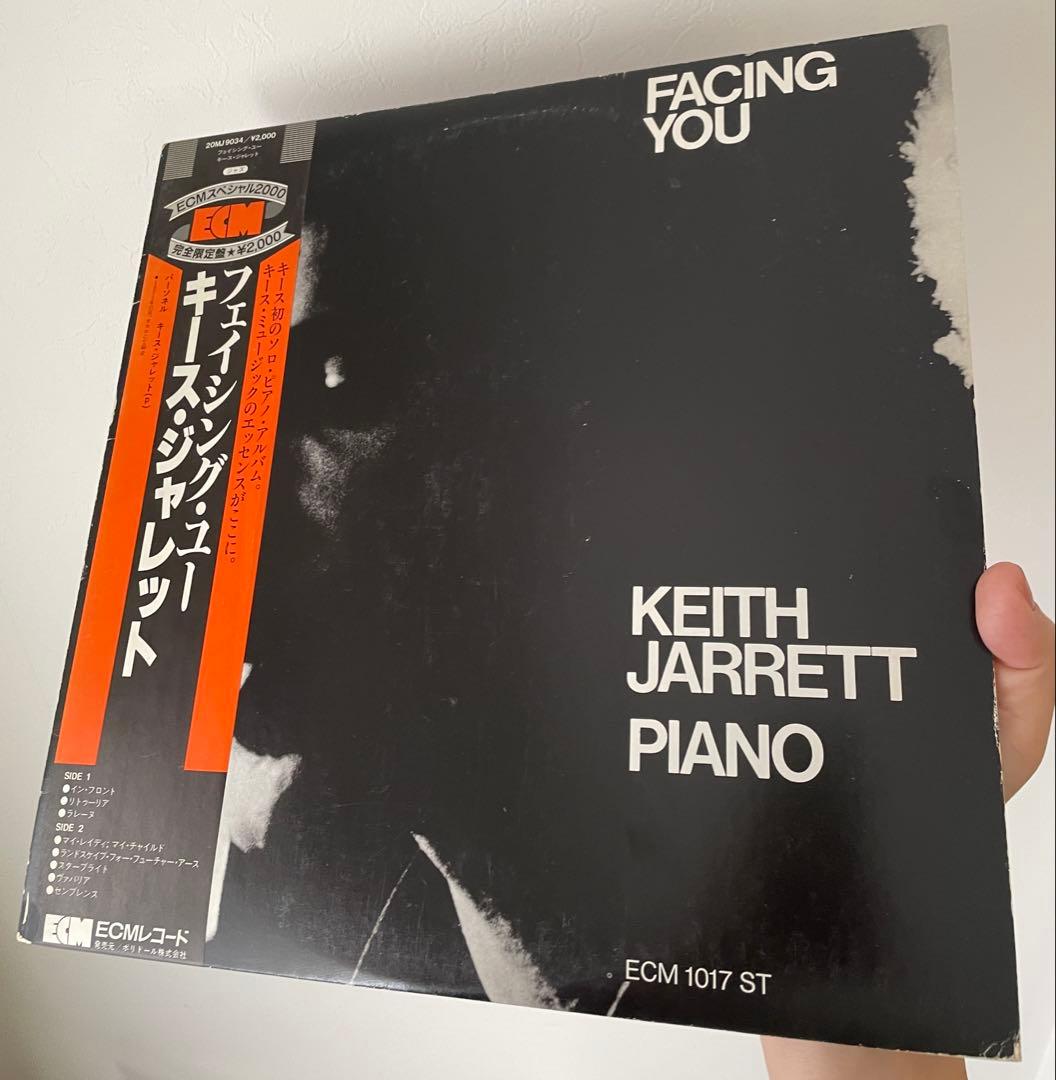 FACING
YOU
KEITH
JARRETT
PIANO
ECM 1017 ST
20MJ 9034/¥2,000
フェイシング・ユー
キース・ジャレット
ジャズ
ECMスペシャル2000
ECM
完全限定盤★¥2,000
キース初のソロ・ピアノ・アルバム。
キース・ミュージックのエッセンスがここに。
フェイシング・ユー
キース・ジャレット
パーソネル キース・ジャレット(p)
SIDE 1
●イン・フロント
●リトゥーリア
●ラレーヌ
SIDE 2
●マイ・レイディ;マイ・チャイルド
●ランドスケイプ・フォー・フューチャー・アース
●スターブライト
●ヴァパリア
●センブレンス
ECM ECMレコード
発売元/ポリドール株式会社